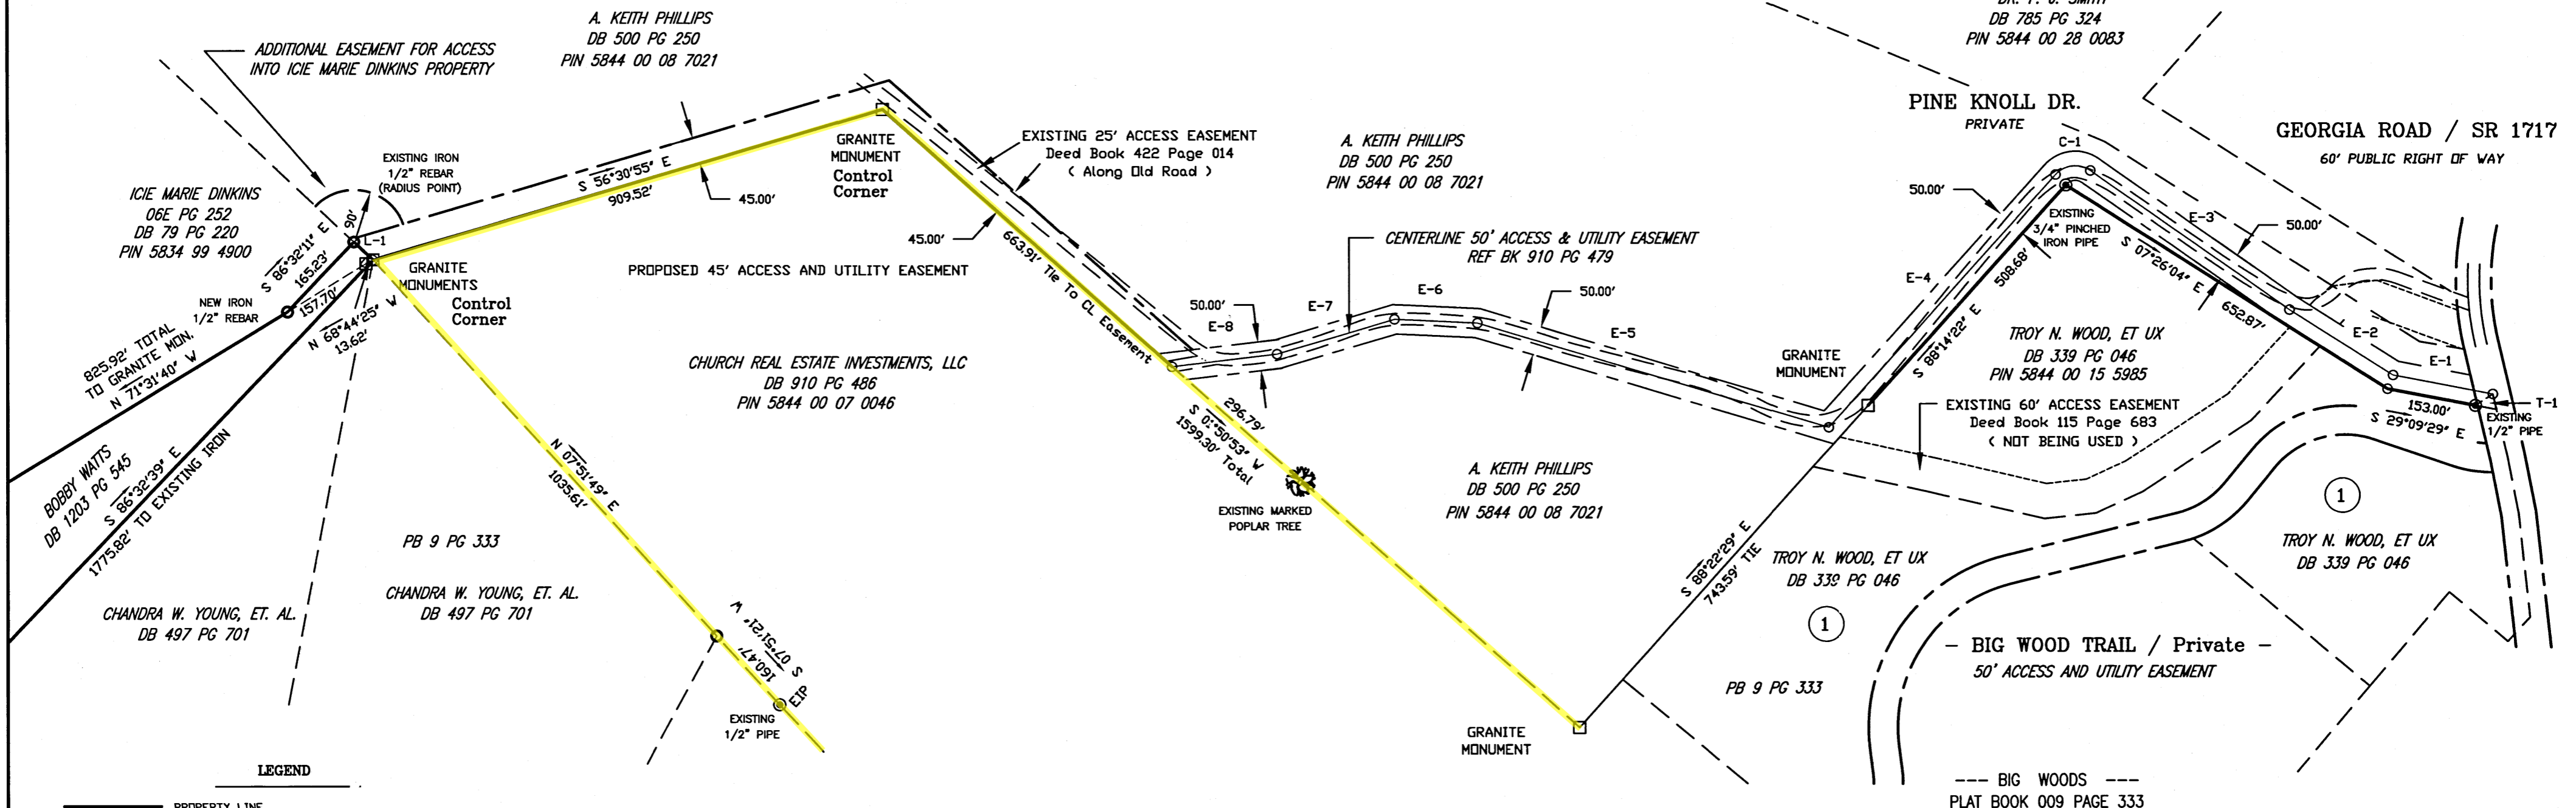 A. KEITH PHILLIPS
DB 500 PG 250
PIN 5844 00 08 7021
ADDITIONAL EASEMENT FOR ACCESS
INTO ICIE MARIE DINKINS PROPERTY
DR. F. J. SMITH
DB 785 PG 324
PIN 5844 00 28 0083
PINE KNOLL DR.
PRIVATE
GEORGIA ROAD / SR 1717
60' PUBLIC RIGHT OF WAY
EXISTING IRON
1/2" REBAR
(RADIUS POINT)
ICIE MARIE DINKINS
06E PG 252
DB 79 PG 220
PIN 5834 99 4900
90'
L-1
S 86°32'11" E
165.23'
157.70'
NEW IRON
1/2" REBAR
GRANITE
MONUMENTS
Control
Corner
N 68°44'25" W
13.62'
825.92' TOTAL
TO GRANITE MON.
N 71°31'40" W
BOBBY WATTS
DB 1203 PG 545
S 86°32'39" E
1775.82' TO EXISTING IRON
S 56°30'55" E
909.52'
45.00'
GRANITE
MONUMENT
Control
Corner
EXISTING 25' ACCESS EASEMENT
Deed Book 422 Page 014
( Along Old Road )
45.00'
663.91' Tie To CL Easement
PROPOSED 45' ACCESS AND UTILITY EASEMENT
A. KEITH PHILLIPS
DB 500 PG 250
PIN 5844 00 08 7021
CENTERLINE 50' ACCESS & UTILITY EASEMENT
REF BK 910 PG 479
50.00'
E-8
E-7
E-6
50.00'
E-5
CHURCH REAL ESTATE INVESTMENTS, LLC
DB 910 PG 486
PIN 5844 00 07 0046
296.79'
S 01°50'53" W
1599.30' Total
EXISTING MARKED
POPLAR TREE
A. KEITH PHILLIPS
DB 500 PG 250
PIN 5844 00 08 7021
GRANITE
MONUMENT
C-1
50.00'
E-4
EXISTING
3/4" PINCHED
IRON PIPE
508.68'
S 88°14'22" E
E-3
50.00'
S 07°26'04" E
652.87'
E-2
E-1
T-1
153.00'
S 29°09'29" E
EXISTING
1/2" PIPE
TROY N. WOOD, ET UX
DB 339 PG 046
PIN 5844 00 15 5985
EXISTING 60' ACCESS EASEMENT
Deed Book 115 Page 683
( NOT BEING USED )
N 07°51'49" E
1035.61'
PB 9 PG 333
CHANDRA W. YOUNG, ET. AL.
DB 497 PG 701
CHANDRA W. YOUNG, ET. AL.
DB 497 PG 701
S 07°51'21" W
160.47'
EIP
EXISTING
1/2" PIPE
GRANITE
MONUMENT
S 88°22'29" E
743.59' TIE
TROY N. WOOD, ET UX
DB 339 PG 046
1
1
TROY N. WOOD, ET UX
DB 339 PG 046
- BIG WOOD TRAIL / Private -
50' ACCESS AND UTILITY EASEMENT
PB 9 PG 333
LEGEND
PROPERTY LINE
--- BIG WOODS ---
PLAT BOOK 009 PAGE 333